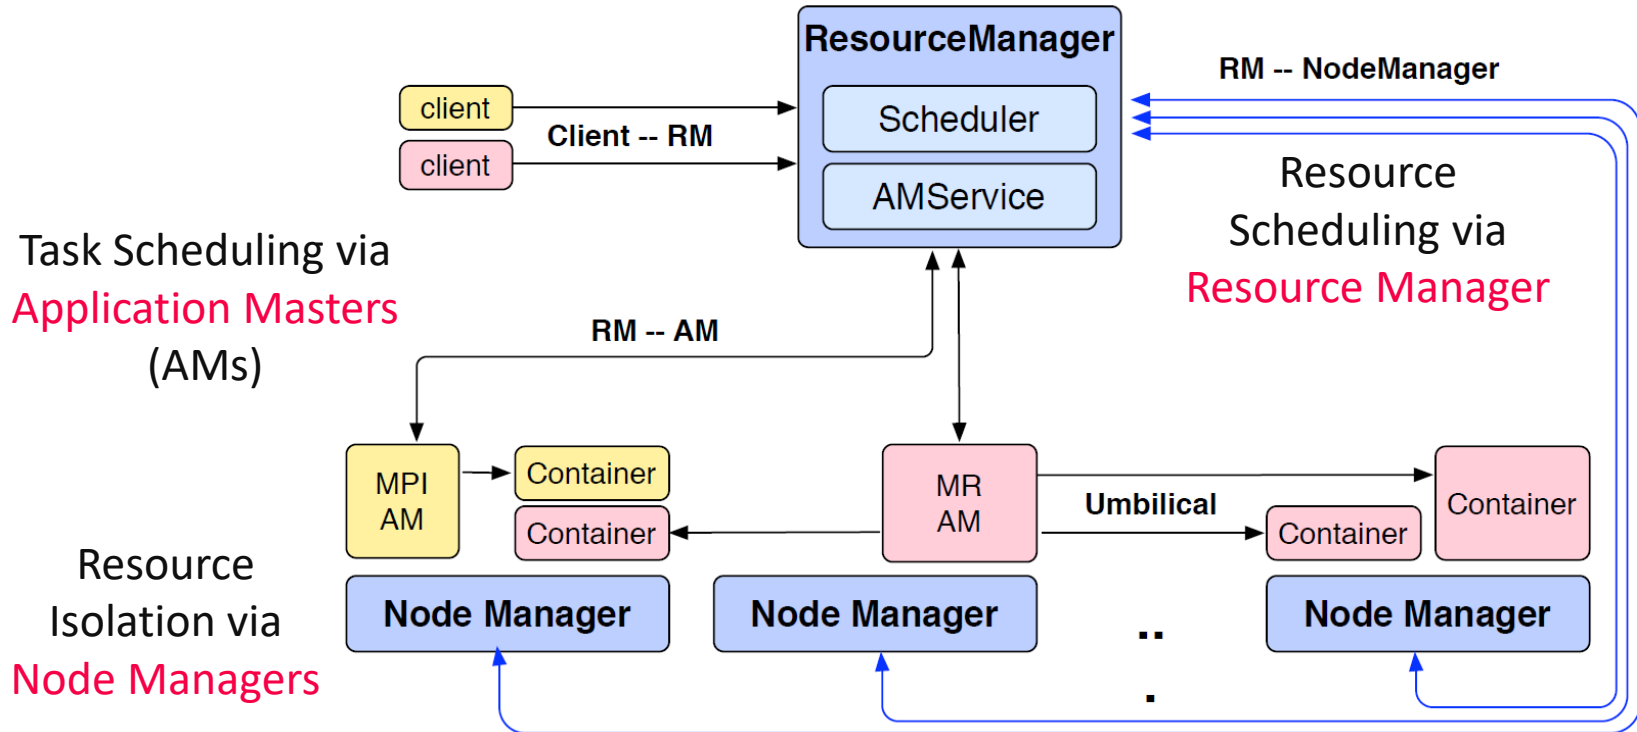 ResourceManager
Scheduler
AMService
RM -- NodeManager
client
Client -- RM
client
Resource
Scheduling via
Resource Manager
Task Scheduling via
Application Masters
(AMs)
RM -- AM
MPI
AM
Container
Container
MR
AM
Umbilical
Container
Container
Resource
Isolation via
Node Managers
Node Manager
Node Manager
..
.
Node Manager